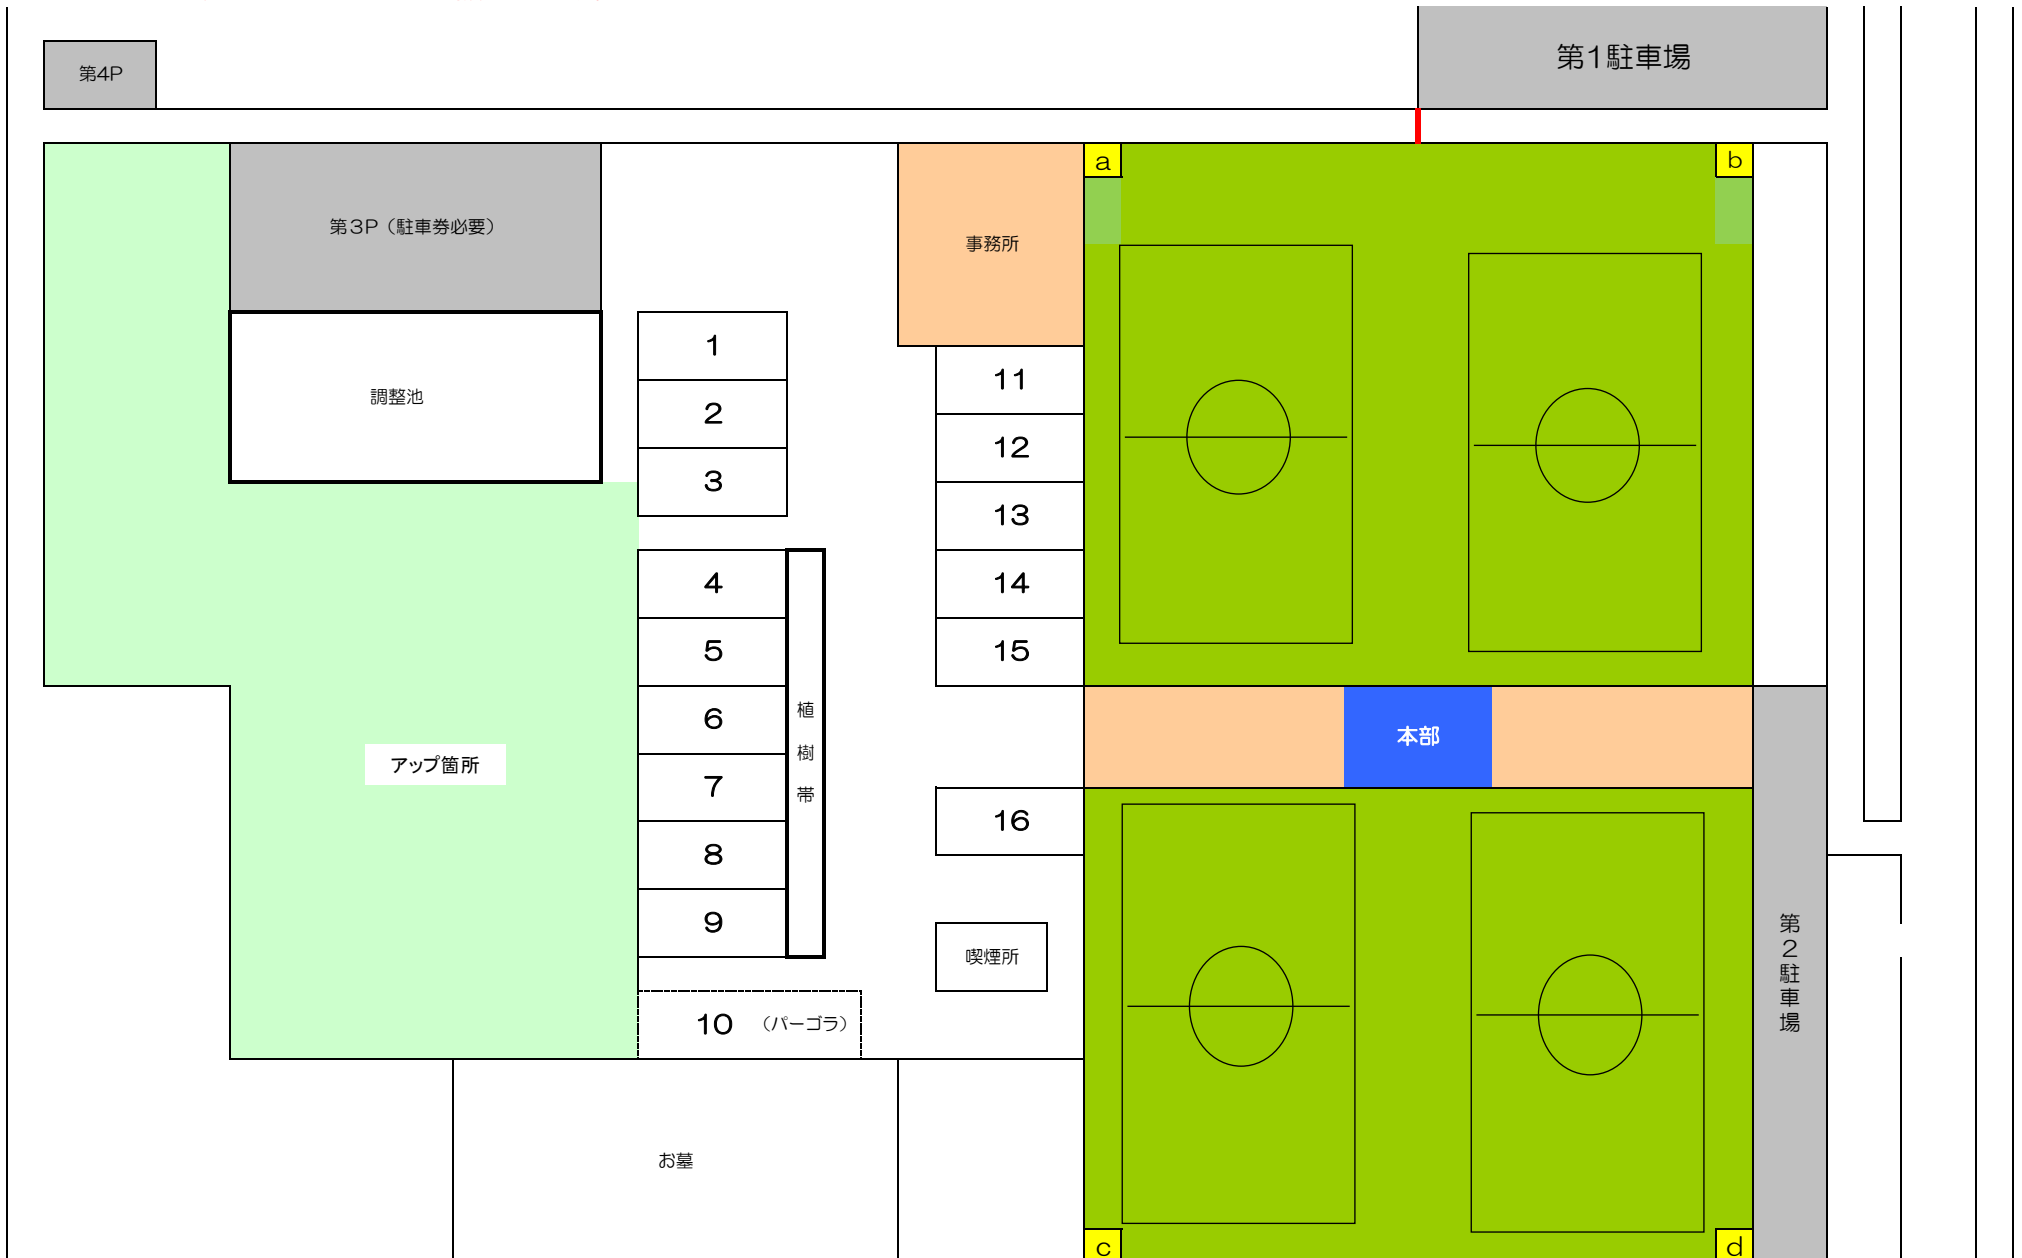 第4P
第1駐車場
a
b
第3P（駐車券必要）
事務所
1
11
調整池
2
12
3
13
4
14
5
15
6
植樹帯
本部
アップ箇所
7
16
8
9
喫煙所
第2駐車場
10 （パーゴラ）
お墓
c
d